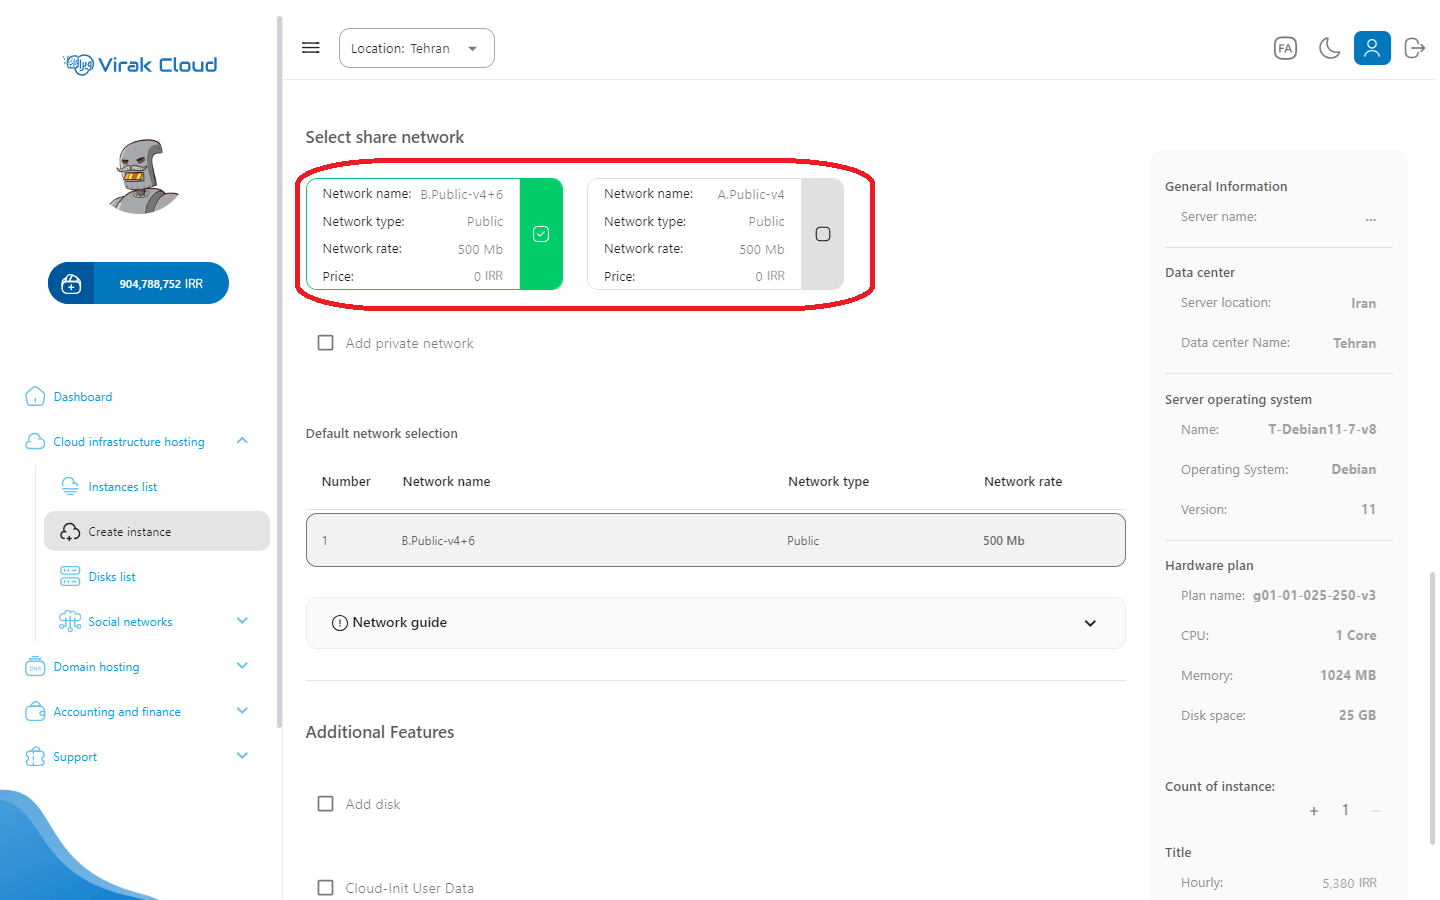 Virak Cloud
904,788,752 IRR
Dashboard
Cloud infrastructure hosting
Instances list
Create instance
Disks list
Social networks
DNS
Domain hosting
Accounting and finance
Support
Location: Tehran
FA
Select share network
Network name: B.Public-v4+6
Network type: Public
Network rate: 500 Mb
Price: 0 IRR
Network name: A.Public-v4
Network type: Public
Network rate: 500 Mb
Price: 0 IRR
Add private network
Default network selection
Number Network name Network type Network rate
1 B.Public-v4+6 Public 500 Mb
Network guide
Additional Features
Add disk
Cloud-Init User Data
General Information
Server name: ...
Data center
Server location: Iran
Data center Name: Tehran
Server operating system
Name: T-Debian11-7-v8
Operating System: Debian
Version: 11
Hardware plan
Plan name: g01-01-025-250-v3
CPU: 1 Core
Memory: 1024 MB
Disk space: 25 GB
Count of instance:
+ 1 −
Title
Hourly: 5,380 IRR